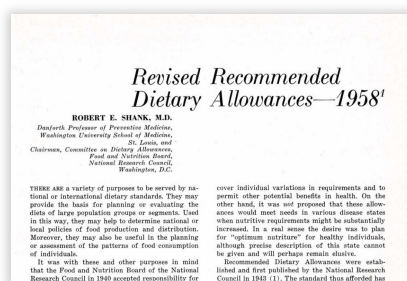 Revised Recommended
Dietary Allowances—1958¹
ROBERT E. SHANK, M.D.
Danforth Professor of Preventive Medicine,
Washington University School of Medicine,
St. Louis, and
Chairman, Committee on Dietary Allowances,
Food and Nutrition Board,
National Research Council,
Washington, D.C.
THERE ARE a variety of purposes to be served by na-
tional or international dietary standards. They may
provide the basis for planning or evaluating the
diets of large population groups or segments. Used
in this way, they may help to determine national or
local policies of food production and distribution.
Moreover, they may also be useful in the planning
or assessment of the patterns of food consumption
of individuals.
It was with these and other purposes in mind
that the Food and Nutrition Board of the National
Research Council in 1940 accepted responsibility for
cover individual variations in requirements and to
permit other potential benefits in health. On the
other hand, it was not proposed that these allow-
ances would meet needs in various disease states
when nutritive requirements might be substantially
increased. In a real sense the desire was to plan
for "optimum nutriture" for healthy individuals,
although precise description of this state cannot
be given and will perhaps remain elusive.
Recommended Dietary Allowances were estab-
lished and first published by the National Research
Council in 1943 (1). The standard thus afforded has